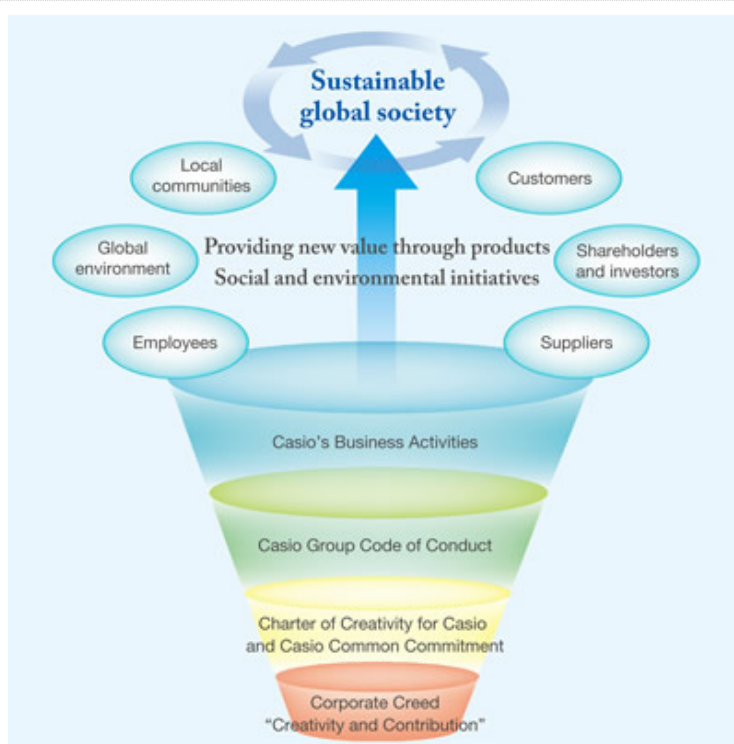 Sustainable
global society
Local
communities
Customers
Global
environment
Providing new value through products
Social and environmental initiatives
Shareholders
and investors
Employees
Suppliers
Casio's Business Activities
Casio Group Code of Conduct
Charter of Creativity for Casio
and Casio Common Commitment
Corporate Creed
“Creativity and Contribution”